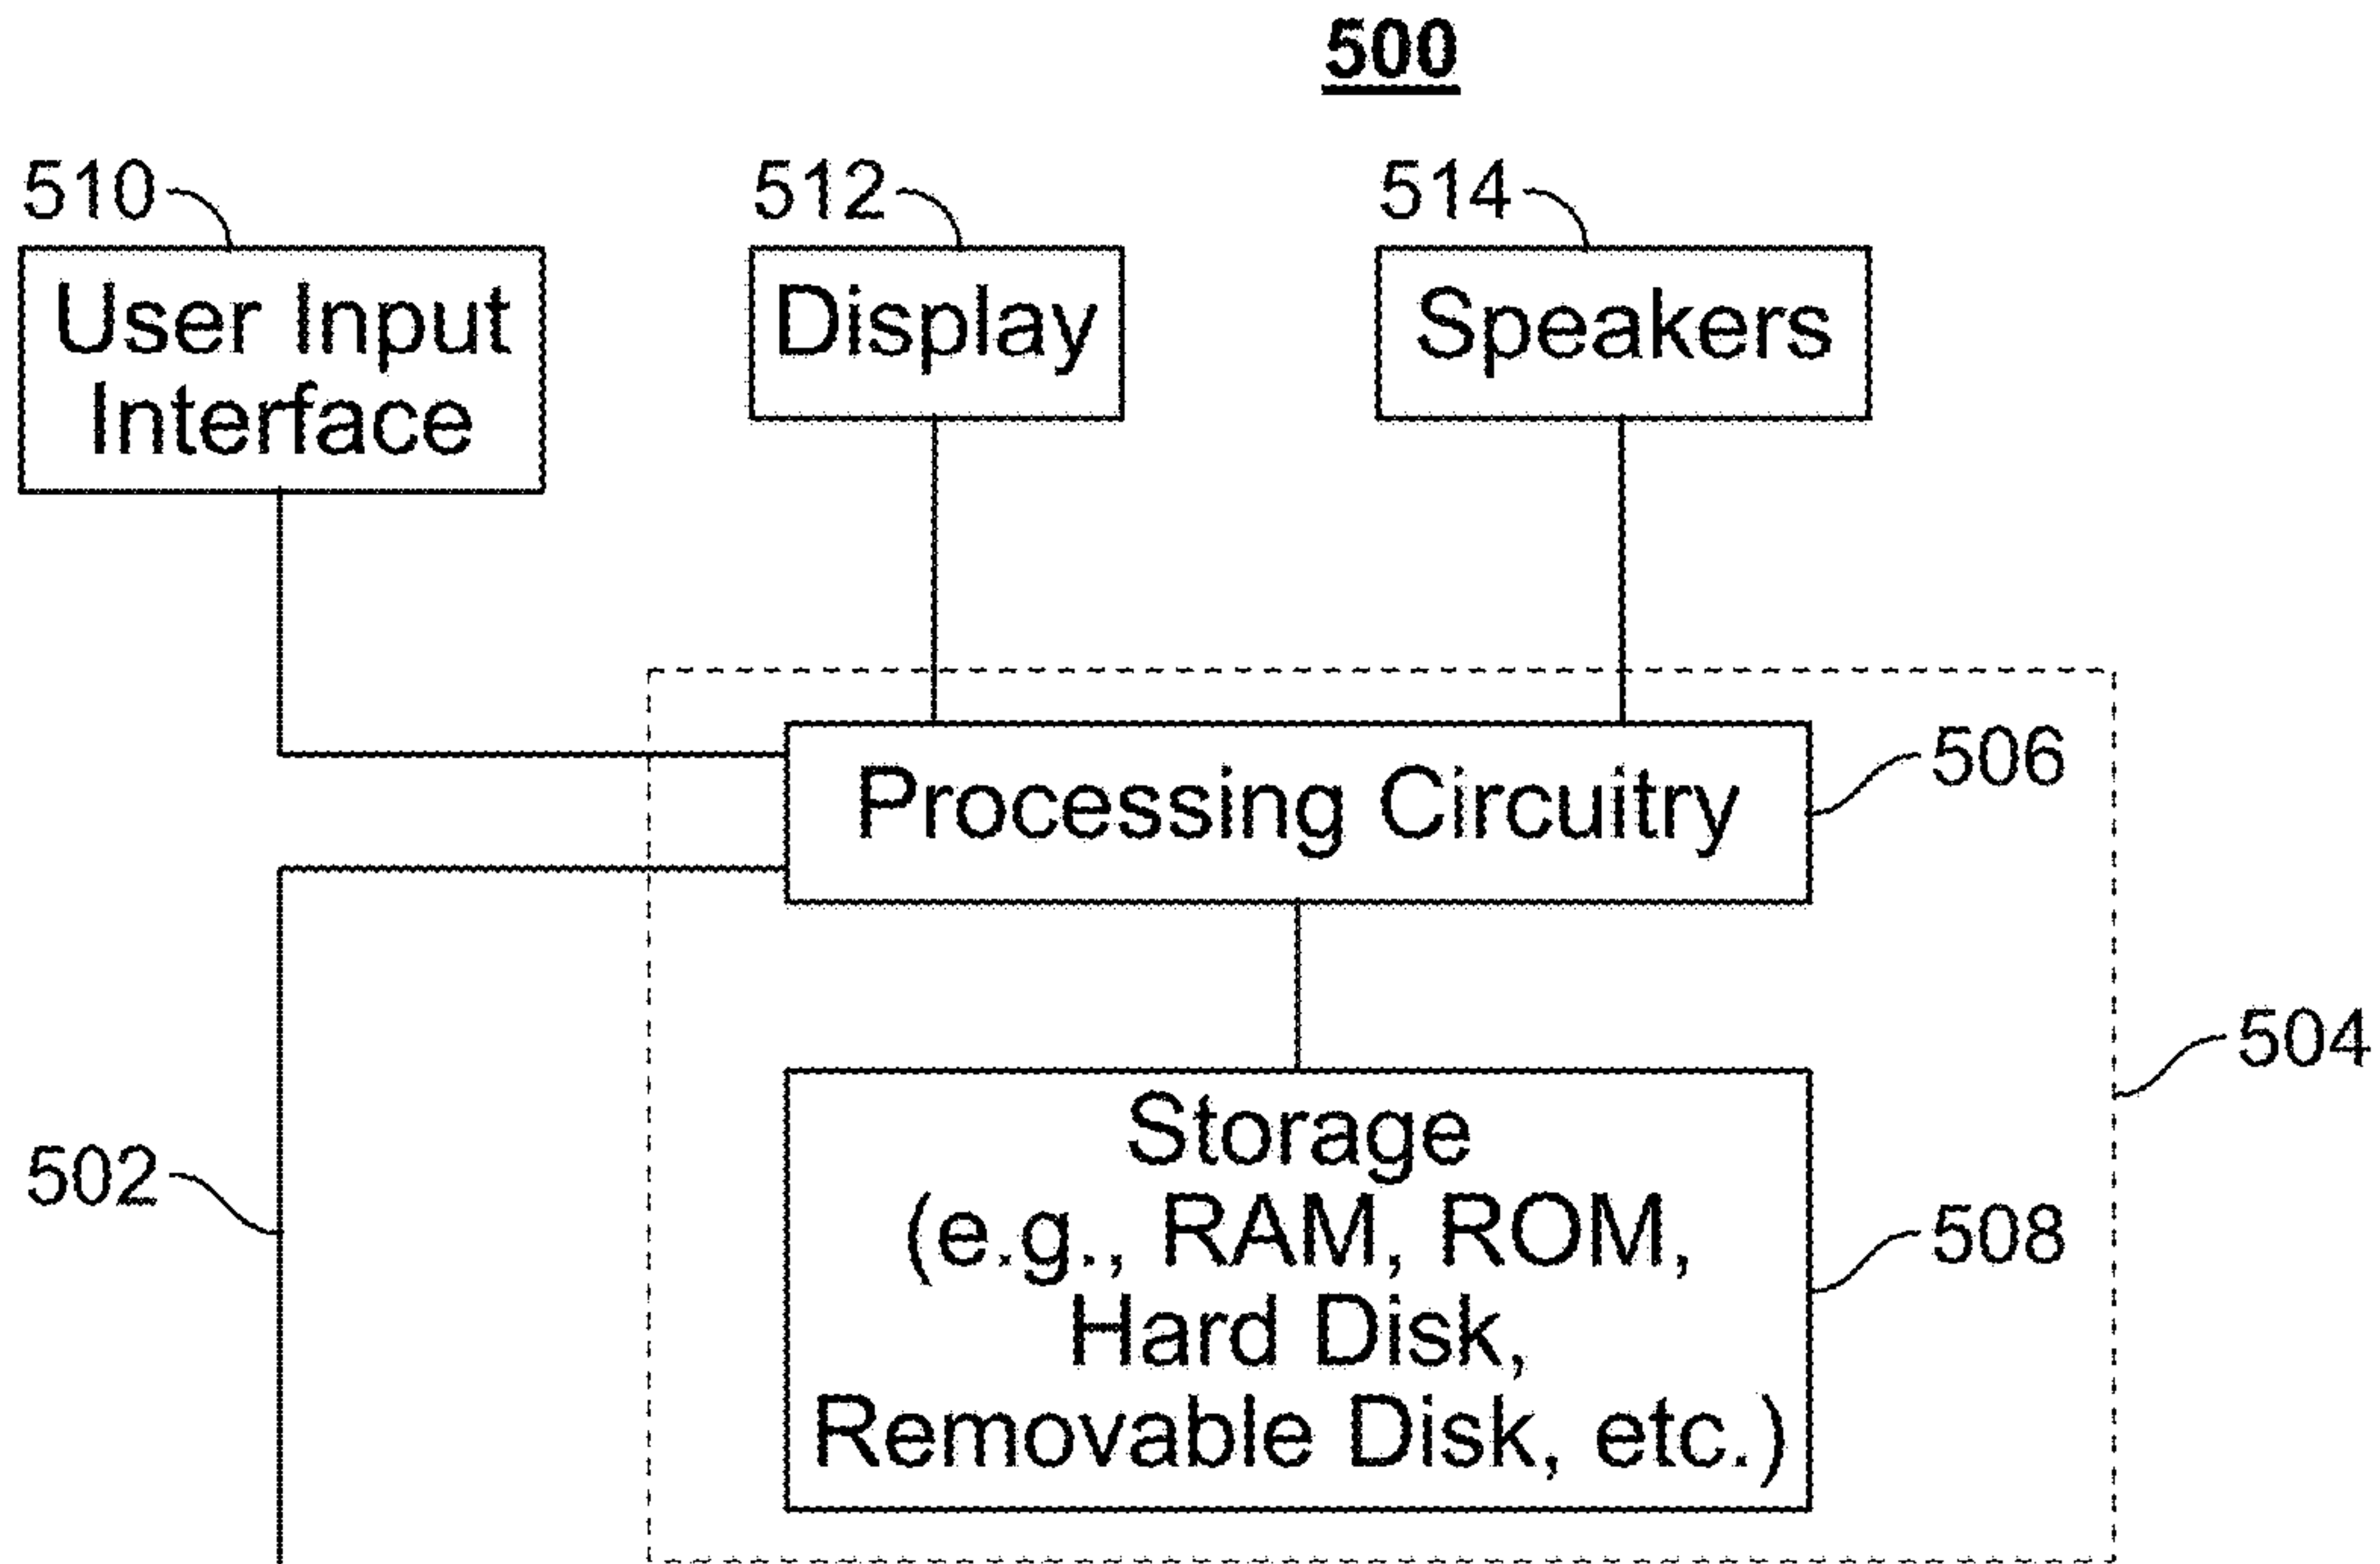 500
510
512
514
User Input
Interface
Display
Speakers
Processing Circuitry
506
504
Storage
(e.g., RAM, ROM,
Hard Disk,
Removable Disk, etc.)
502
508